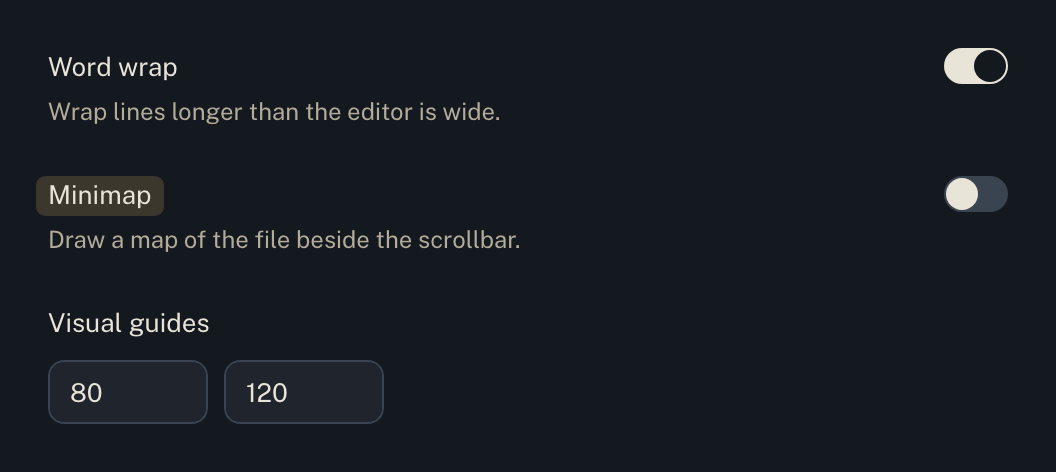 Word wrap
Wrap lines longer than the editor is wide.
Minimap
Draw a map of the file beside the scrollbar.
Visual guides
80
120